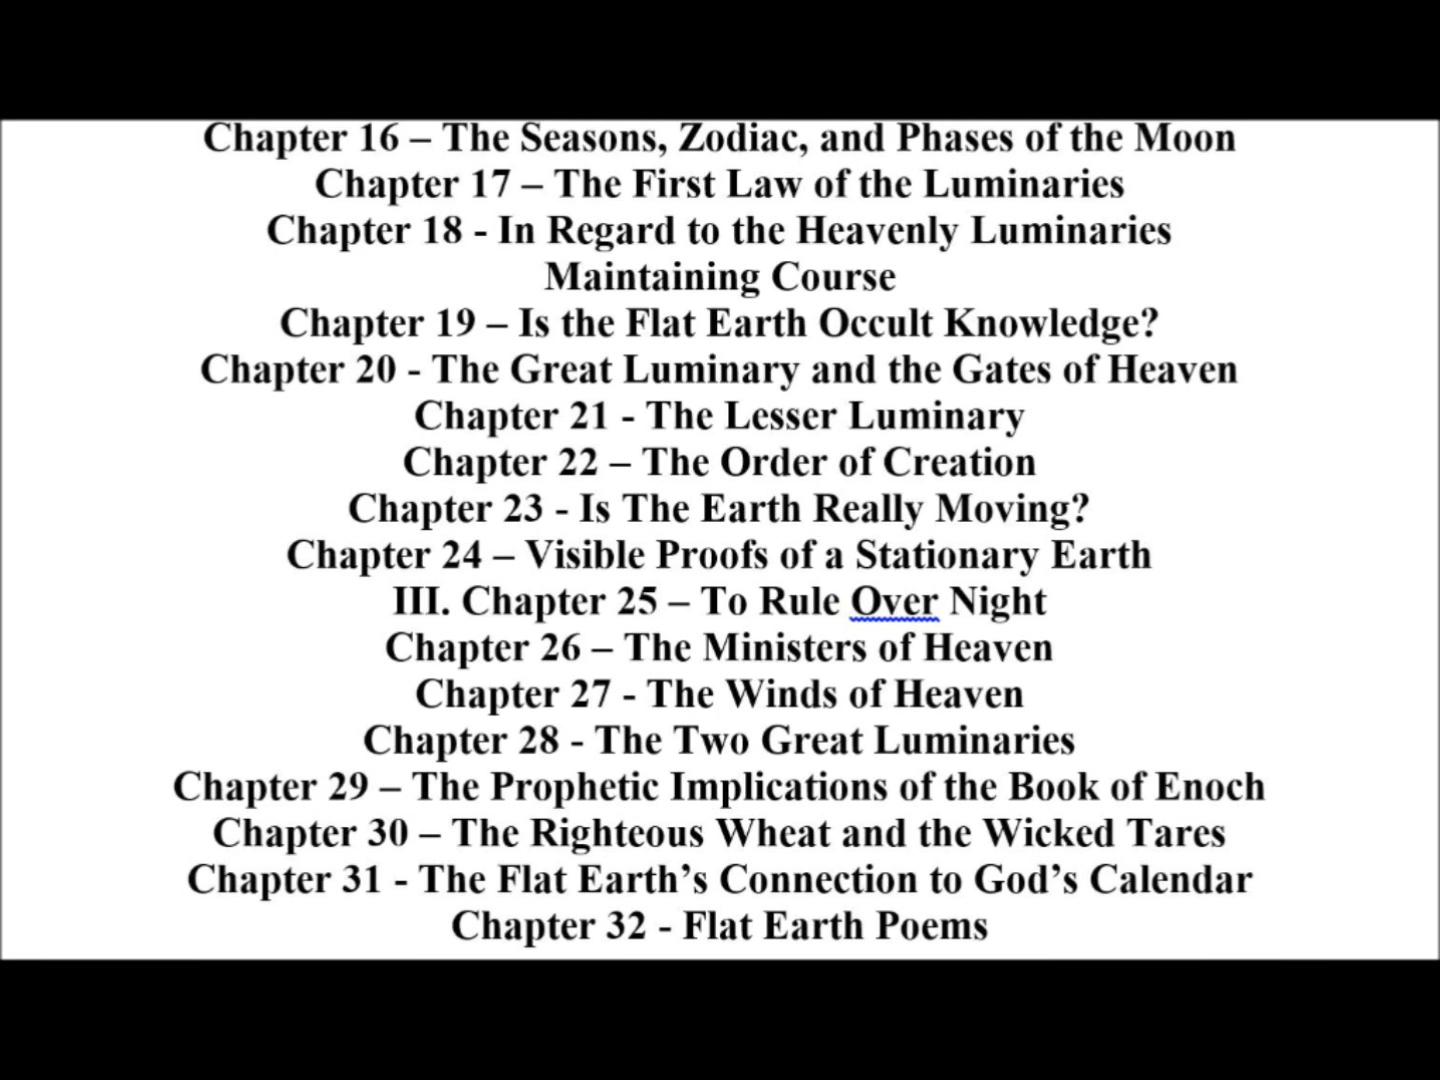 Chapter 16 – The Seasons, Zodiac, and Phases of the Moon
Chapter 17 – The First Law of the Luminaries
Chapter 18 - In Regard to the Heavenly Luminaries
Maintaining Course
Chapter 19 – Is the Flat Earth Occult Knowledge?
Chapter 20 - The Great Luminary and the Gates of Heaven
Chapter 21 - The Lesser Luminary
Chapter 22 – The Order of Creation
Chapter 23 - Is The Earth Really Moving?
Chapter 24 – Visible Proofs of a Stationary Earth
III. Chapter 25 – To Rule Over Night
Chapter 26 – The Ministers of Heaven
Chapter 27 - The Winds of Heaven
Chapter 28 - The Two Great Luminaries
Chapter 29 – The Prophetic Implications of the Book of Enoch
Chapter 30 – The Righteous Wheat and the Wicked Tares
Chapter 31 - The Flat Earth’s Connection to God’s Calendar
Chapter 32 - Flat Earth Poems